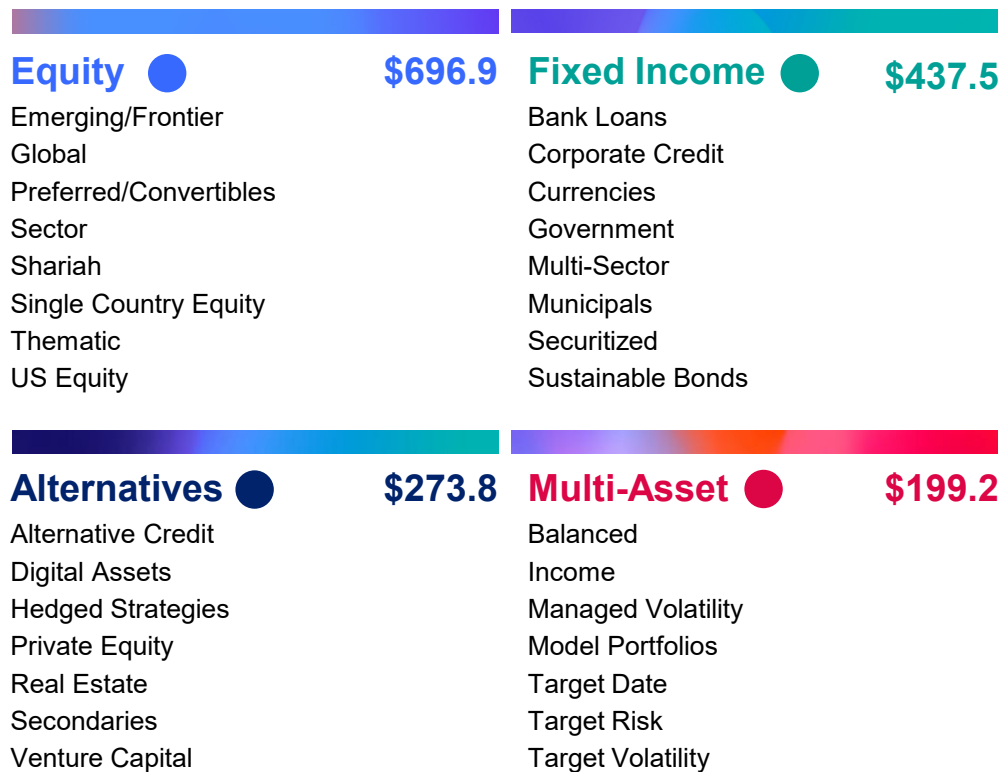 Equity $696.9
Emerging/Frontier
Global
Preferred/Convertibles
Sector
Shariah
Single Country Equity
Thematic
US Equity
Fixed Income $437.5
Bank Loans
Corporate Credit
Currencies
Government
Multi-Sector
Municipals
Securitized
Sustainable Bonds
Alternatives $273.8
Alternative Credit
Digital Assets
Hedged Strategies
Private Equity
Real Estate
Secondaries
Venture Capital
Multi-Asset $199.2
Balanced
Income
Managed Volatility
Model Portfolios
Target Date
Target Risk
Target Volatility